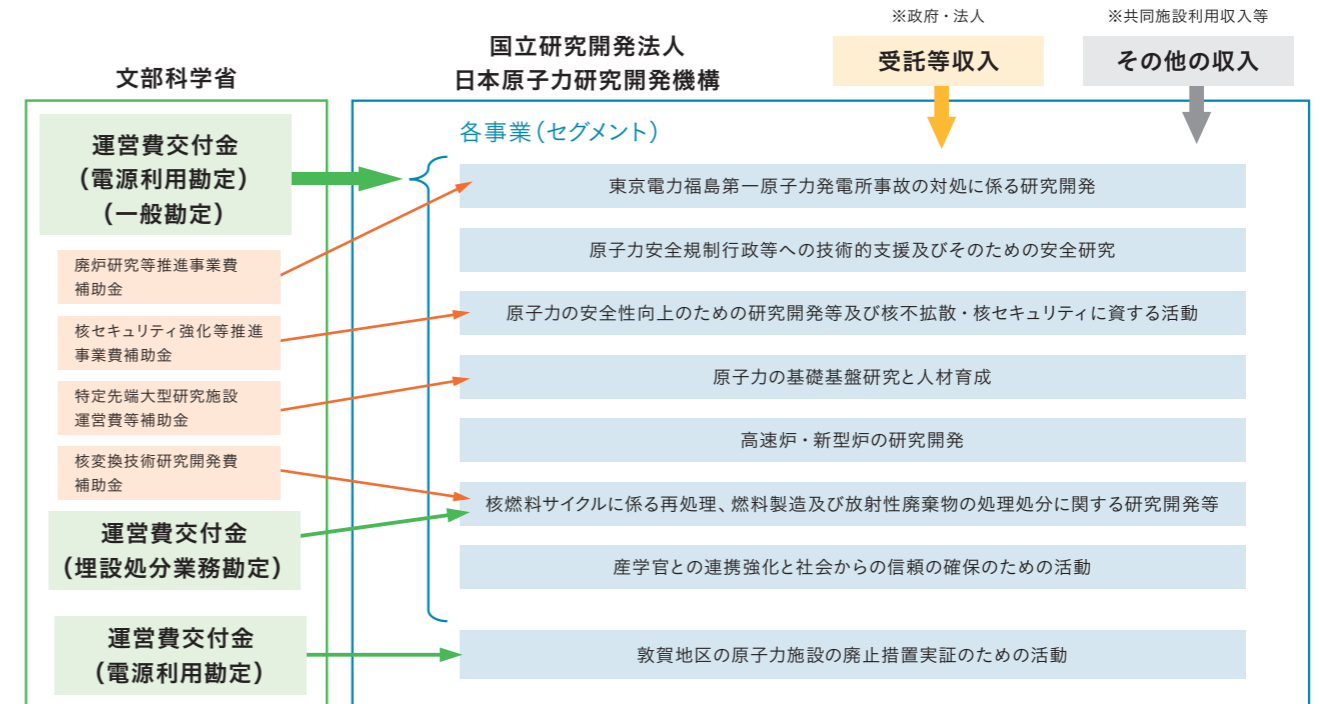 ※政府・法人
※共同施設利用収入等
受託等収入
その他の収入
文部科学省
国立研究開発法人
日本原子力研究開発機構
運営費交付金
（電源利用勘定）
（一般勘定）
廃炉研究等推進事業費
補助金
核セキュリティ強化等推進
事業費補助金
特定先端大型研究施設
運営費等補助金
核変換技術研究開発費
補助金
運営費交付金
（埋設処分業務勘定）
運営費交付金
（電源利用勘定）
各事業（セグメント）
東京電力福島第一原子力発電所事故の対処に係る研究開発
原子力安全規制行政等への技術的支援及びそのための安全研究
原子力の安全性向上のための研究開発等及び核不拡散・核セキュリティに資する活動
原子力の基礎基盤研究と人材育成
高速炉・新型炉の研究開発
核燃料サイクルに係る再処理、燃料製造及び放射性廃棄物の処理処分に関する研究開発等
産学官との連携強化と社会からの信頼の確保のための活動
敦賀地区の原子力施設の廃止措置実証のための活動